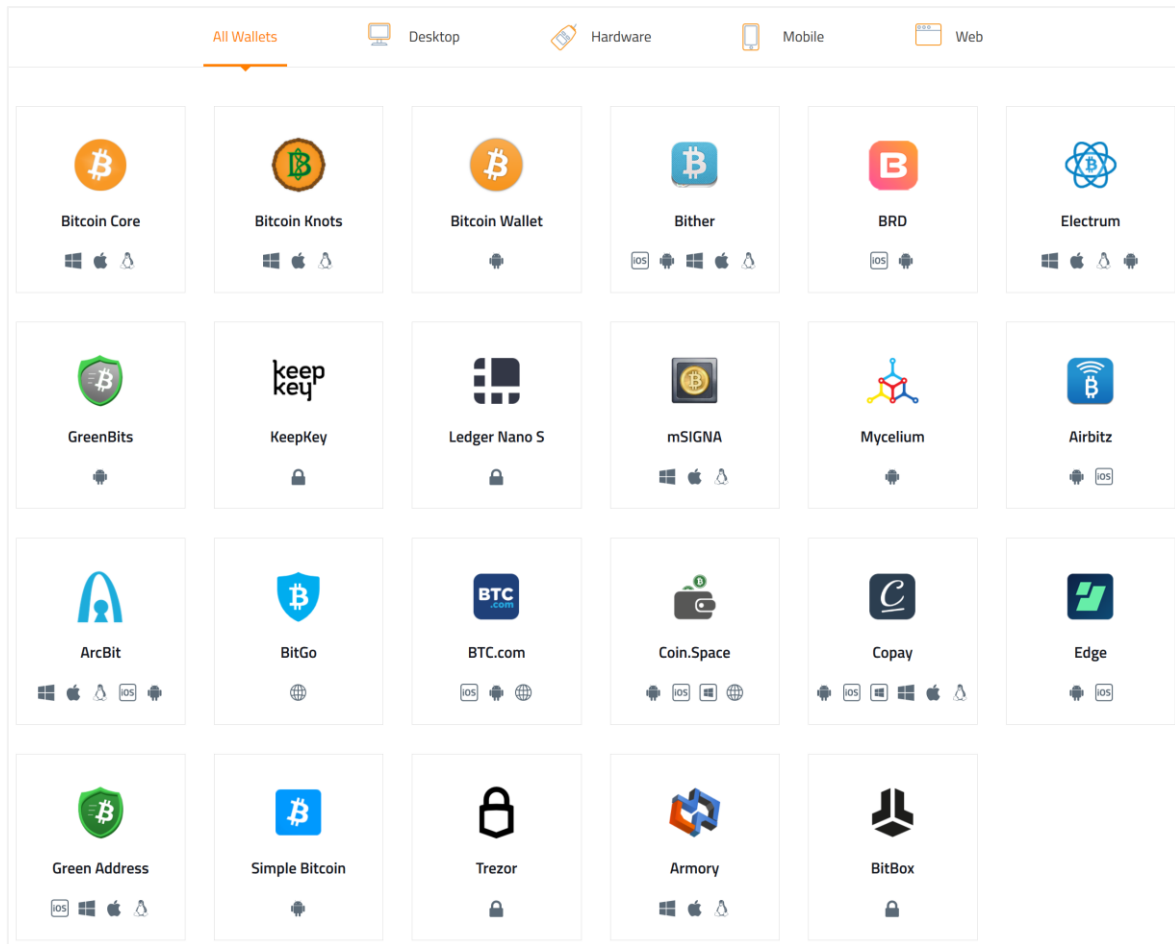 All Wallets Desktop Hardware Mobile Web
Bitcoin Core Bitcoin Knots Bitcoin Wallet Bither BRD Electrum
iOS iOS
keep
key
GreenBits KeepKey Ledger Nano S mSIGNA Mycelium Airbitz
iOS
BTC
.com
ArcBit BitGo BTC.com Coin.Space Copay Edge
iOS iOS iOS iOS iOS
Green Address Simple Bitcoin Trezor Armory BitBox
iOS